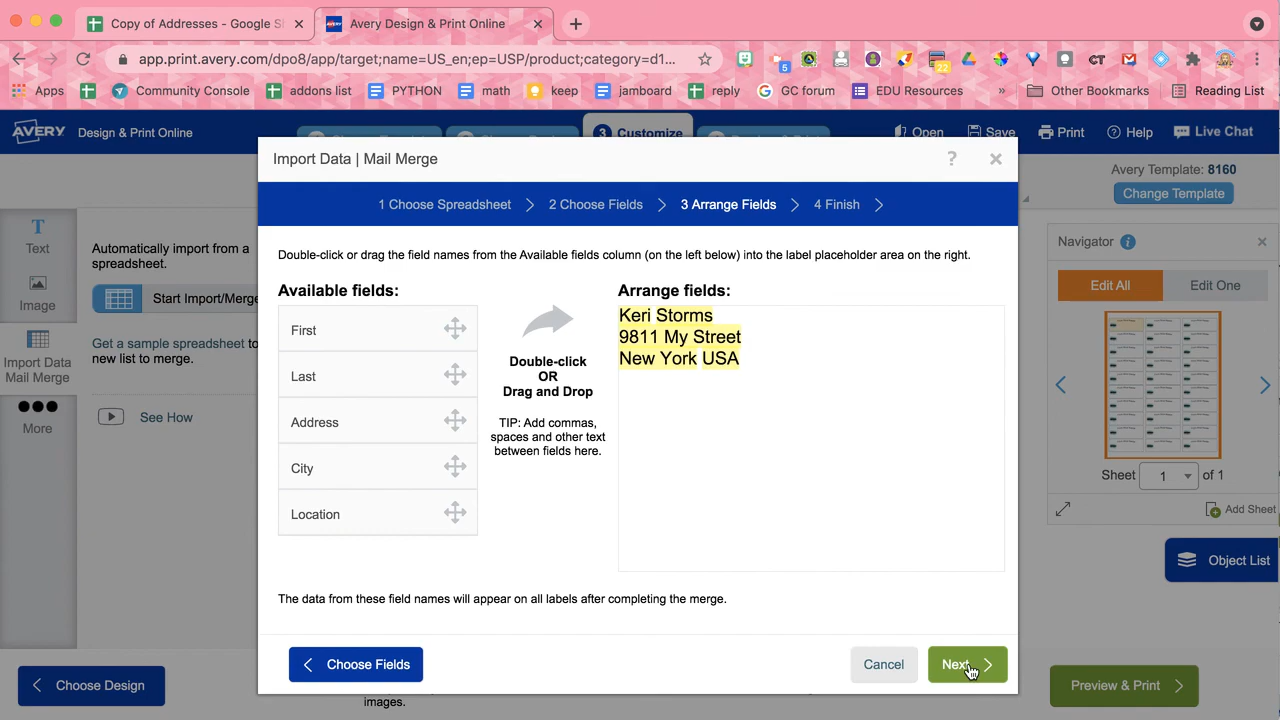 Copy of Addresses - Google S
Avery Design & Print Online
app.print.avery.com/dpo8/app/target;name=US_en;ep=USP/product;category=d1...
5
22
CT
Apps
Community Console
addons list
PYTHON
math
keep
jamboard
reply
GC forum
EDU Resources
»
Other Bookmarks
Reading List
AVERY
Design & Print Online
3 Customize
Open
Save
Print
Help
Live Chat
Import Data | Mail Merge
Avery Template: 8160
Change Template
1 Choose Spreadsheet
2 Choose Fields
3 Arrange Fields
4 Finish
Text
Image
Import Data
Mail Merge
More
Automatically import from a
spreadsheet.
Start Import/Merge
Get a sample spreadsheet to
new list to merge.
See How
Double-click or drag the field names from the Available fields column (on the left below) into the label placeholder area on the right.
Available fields:
First
Last
Address
City
Location
Double-click
OR
Drag and Drop
TIP: Add commas,
spaces and other text
between fields here.
Arrange fields:
Keri Storms
9811 My Street
New York USA
The data from these field names will appear on all labels after completing the merge.
Choose Fields
Cancel
Next
Navigator
Edit All
Edit One
Sheet 1 of 1
Add Sheet
Object List
Choose Design
images.
Preview & Print